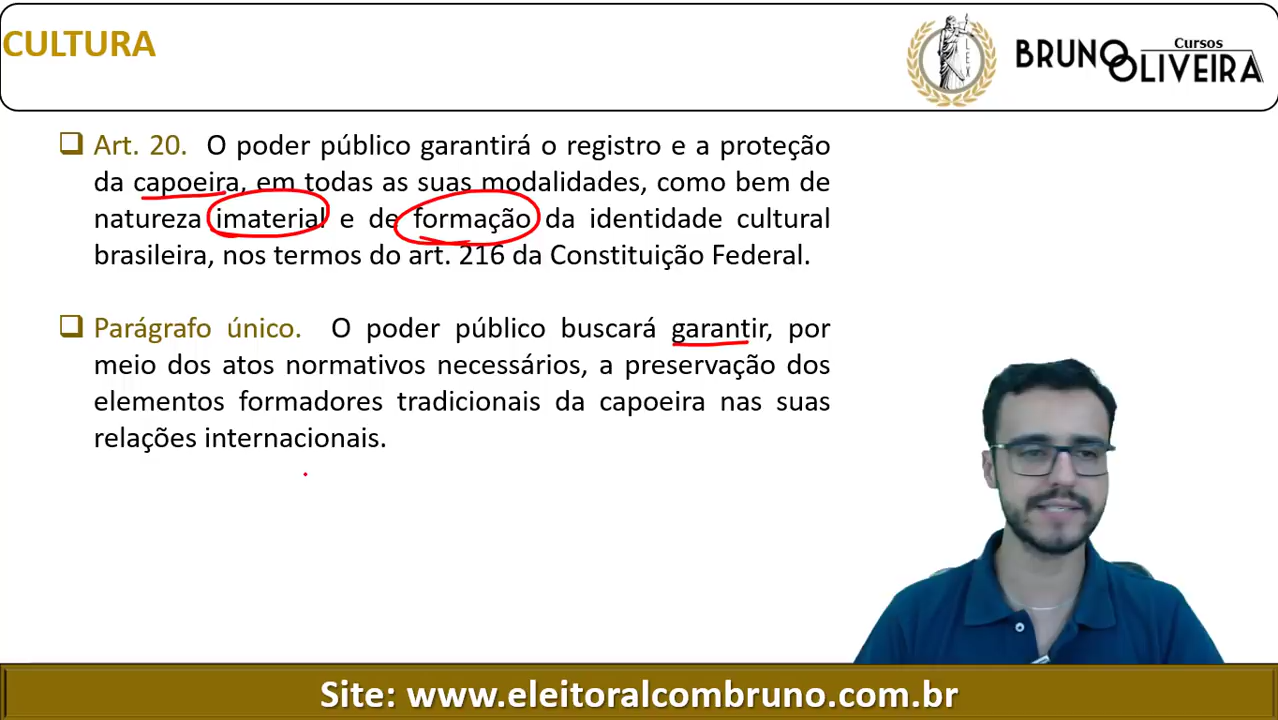 CULTURA
Cursos
BRUNO
OLIVEIRA
LEX
Art. 20. O poder público garantirá o registro e a proteção
da capoeira, em todas as suas modalidades, como bem de
natureza imaterial e de formação da identidade cultural
brasileira, nos termos do art. 216 da Constituição Federal.
Parágrafo único. O poder público buscará garantir, por
meio dos atos normativos necessários, a preservação dos
elementos formadores tradicionais da capoeira nas suas
relações internacionais.
Site: www.eleitoralcombruno.com.br